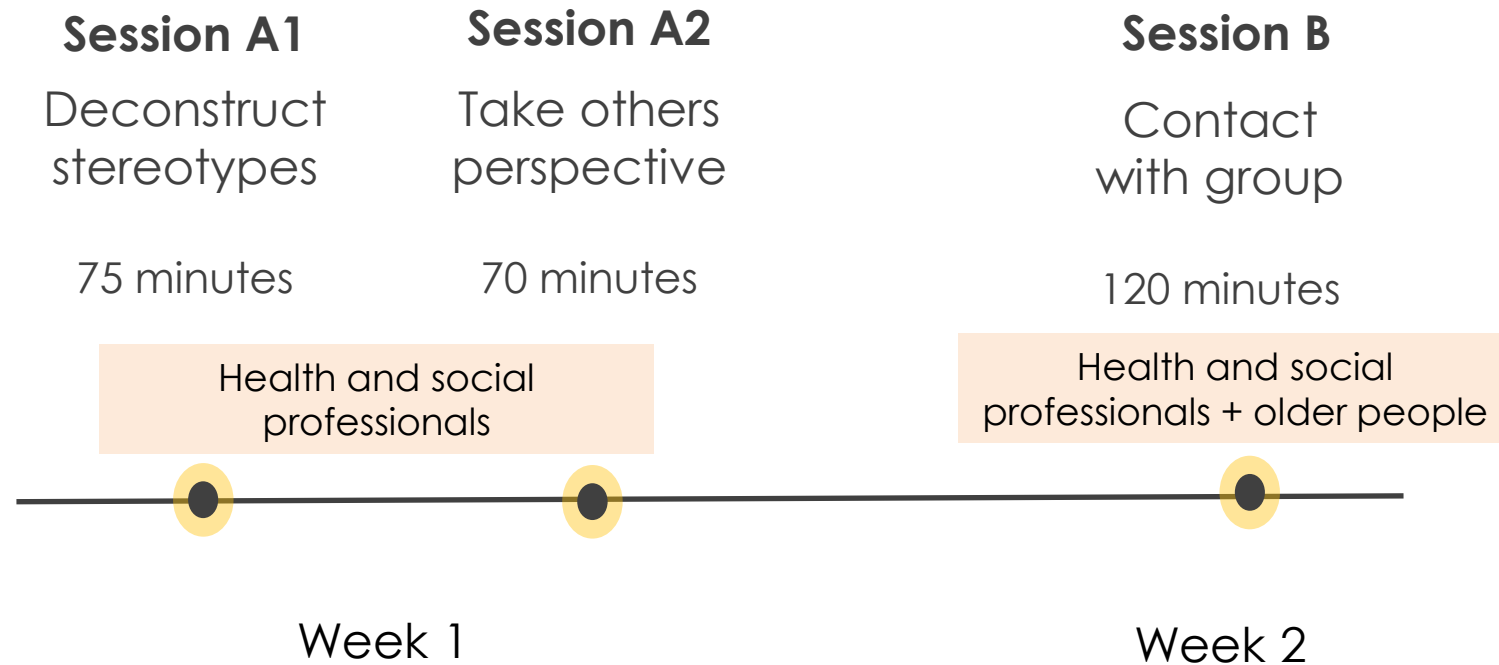 Session A1
Deconstruct
stereotypes
75 minutes
Session A2
Take others
perspective
70 minutes
Health and social
professionals
Session B
Contact
with group
120 minutes
Health and social
professionals + older people
Week 1
Week 2